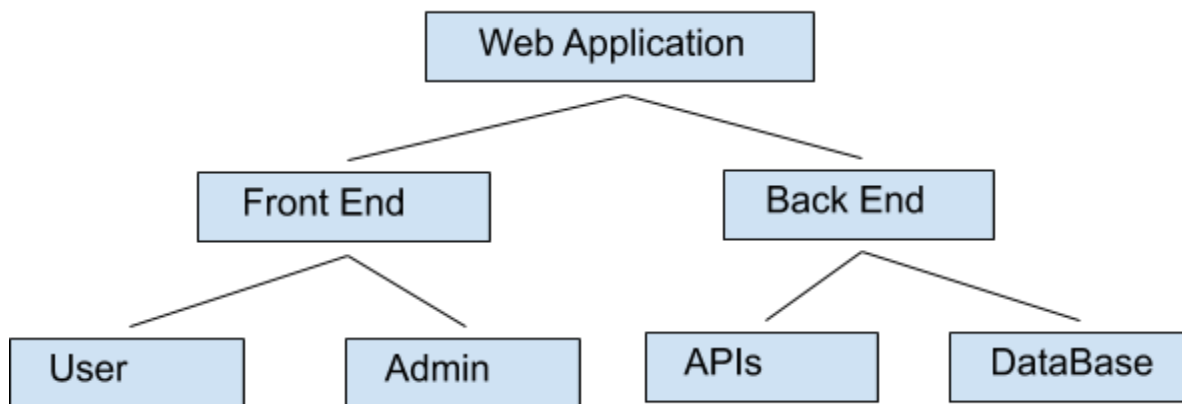 Web Application
Front End
Back End
User
Admin
APIs
DataBase